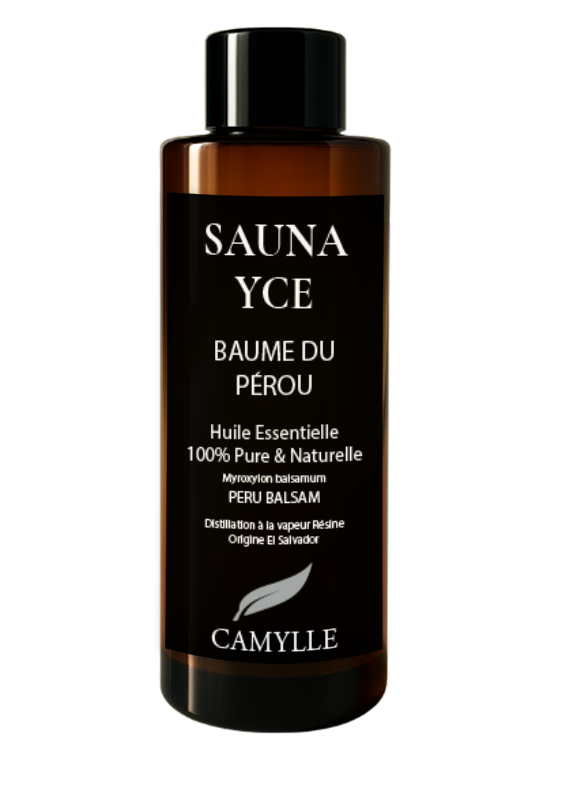 SAUNA
YCE
BAUME DU
PÉROU
Huile Essentielle
100% Pure & Naturelle
Myroxylon balsamum
PERU BALSAM
Distillation à la vapeur Résine
Origine El Salvador
CAMYLLE